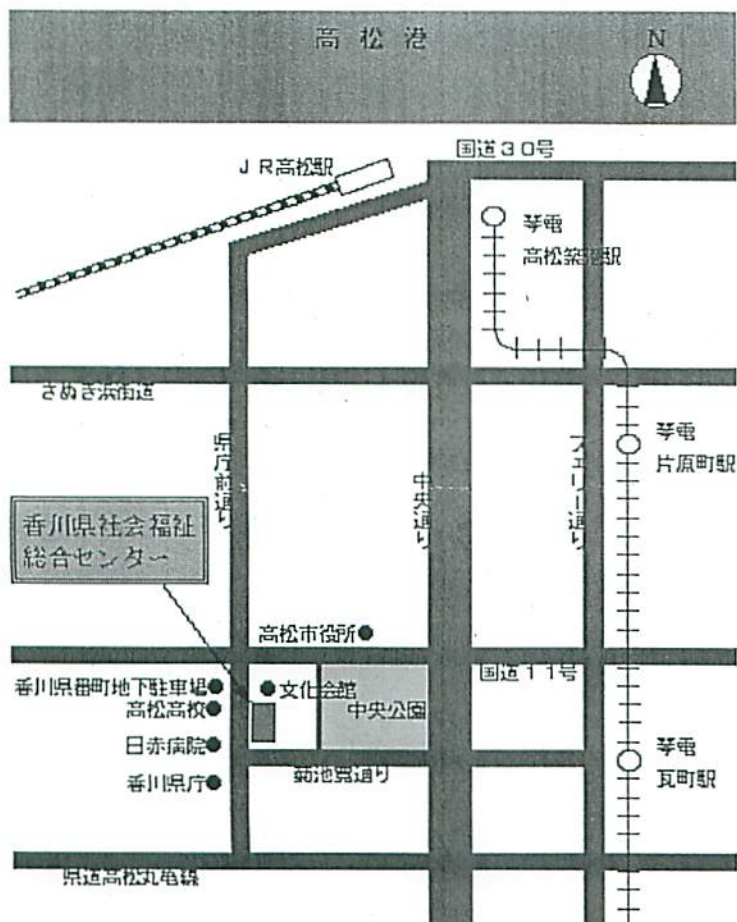 高松港
N
国道30号
JR高松駅
琴電
高松築港駅
さぬき浜街道
県庁前通り
中央通り
フェリー通り
琴電
片原町駅
香川県社会福祉
総合センター
高松市役所
国道11号
香川県番町地下駐車場
文化会館
高松高校
中央公園
日赤病院
琴電
瓦町駅
菊池寛通り
香川県庁
県道高松丸亀線